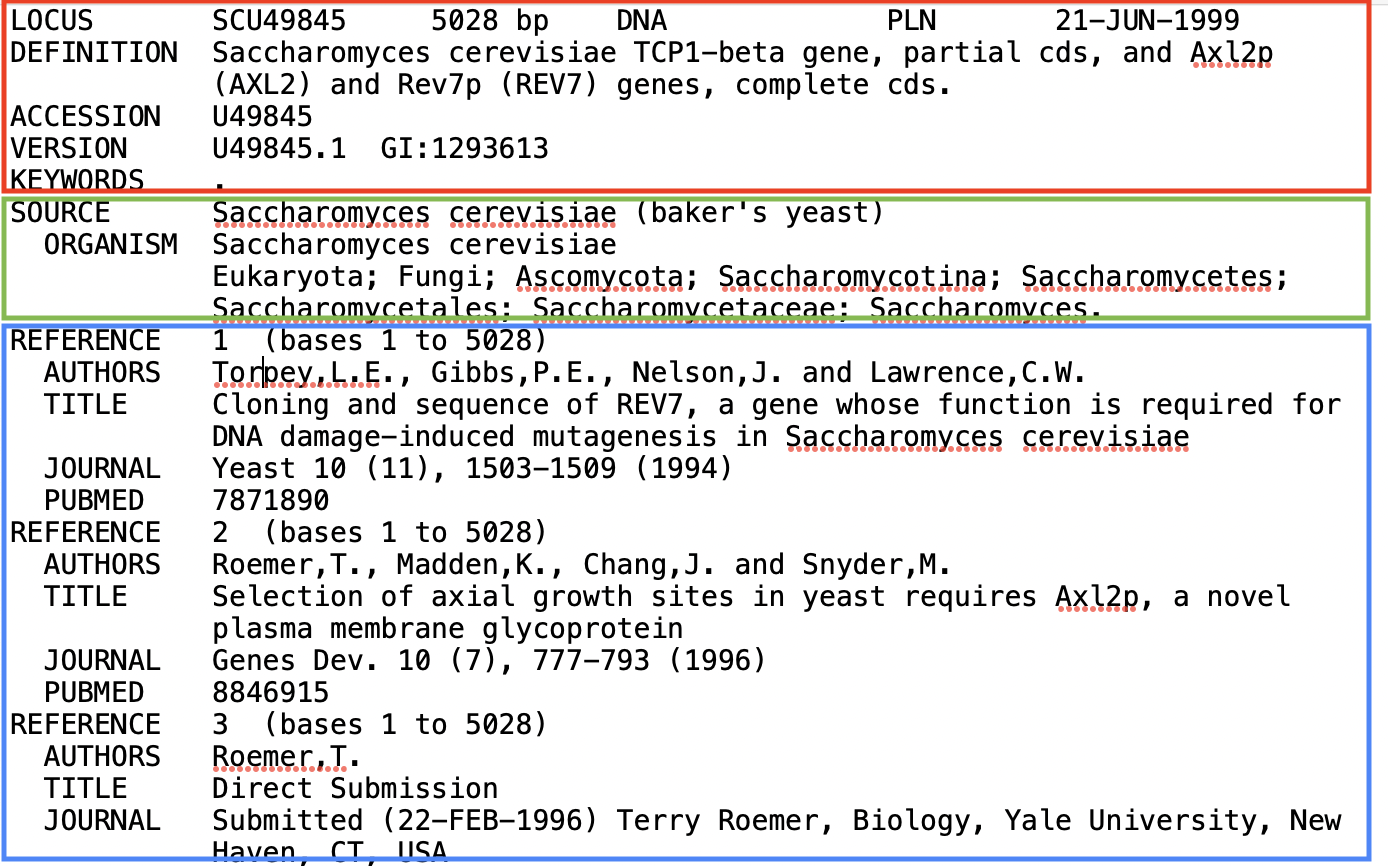 LOCUS       SCU49845     5028 bp    DNA             PLN       21-JUN-1999
DEFINITION  Saccharomyces cerevisiae TCP1-beta gene, partial cds, and Axl2p
            (AXL2) and Rev7p (REV7) genes, complete cds.
ACCESSION   U49845
VERSION     U49845.1  GI:1293613
KEYWORDS    .
SOURCE      Saccharomyces cerevisiae (baker's yeast)
  ORGANISM  Saccharomyces cerevisiae
            Eukaryota; Fungi; Ascomycota; Saccharomycotina; Saccharomycetes;
            Saccharomycetales; Saccharomycetaceae; Saccharomyces.
REFERENCE   1  (bases 1 to 5028)
  AUTHORS   Torpey,L.E., Gibbs,P.E., Nelson,J. and Lawrence,C.W.
  TITLE     Cloning and sequence of REV7, a gene whose function is required for
            DNA damage-induced mutagenesis in Saccharomyces cerevisiae
  JOURNAL   Yeast 10 (11), 1503-1509 (1994)
  PUBMED    7871890
REFERENCE   2  (bases 1 to 5028)
  AUTHORS   Roemer,T., Madden,K., Chang,J. and Snyder,M.
  TITLE     Selection of axial growth sites in yeast requires Axl2p, a novel
            plasma membrane glycoprotein
  JOURNAL   Genes Dev. 10 (7), 777-793 (1996)
  PUBMED    8846915
REFERENCE   3  (bases 1 to 5028)
  AUTHORS   Roemer,T.
  TITLE     Direct Submission
  JOURNAL   Submitted (22-FEB-1996) Terry Roemer, Biology, Yale University, New
            Haven, CT, USA